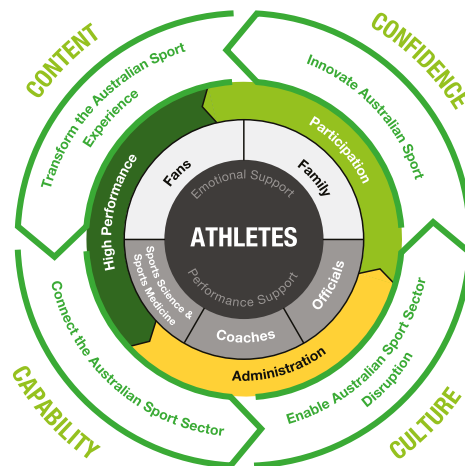 CONTENT
Transform the Australian Sport
Experience
CONFIDENCE
Innovate Australian Sport
High Performance
Participation
Fans
Family
Emotional Support
ATHLETES
Performance Support
Sports Science &
Sports Medicine
Coaches
Officials
Administration
Connect the Australian Sport Sector
CAPABILITY
Enable Australian Sport Sector
Disruption
CULTURE